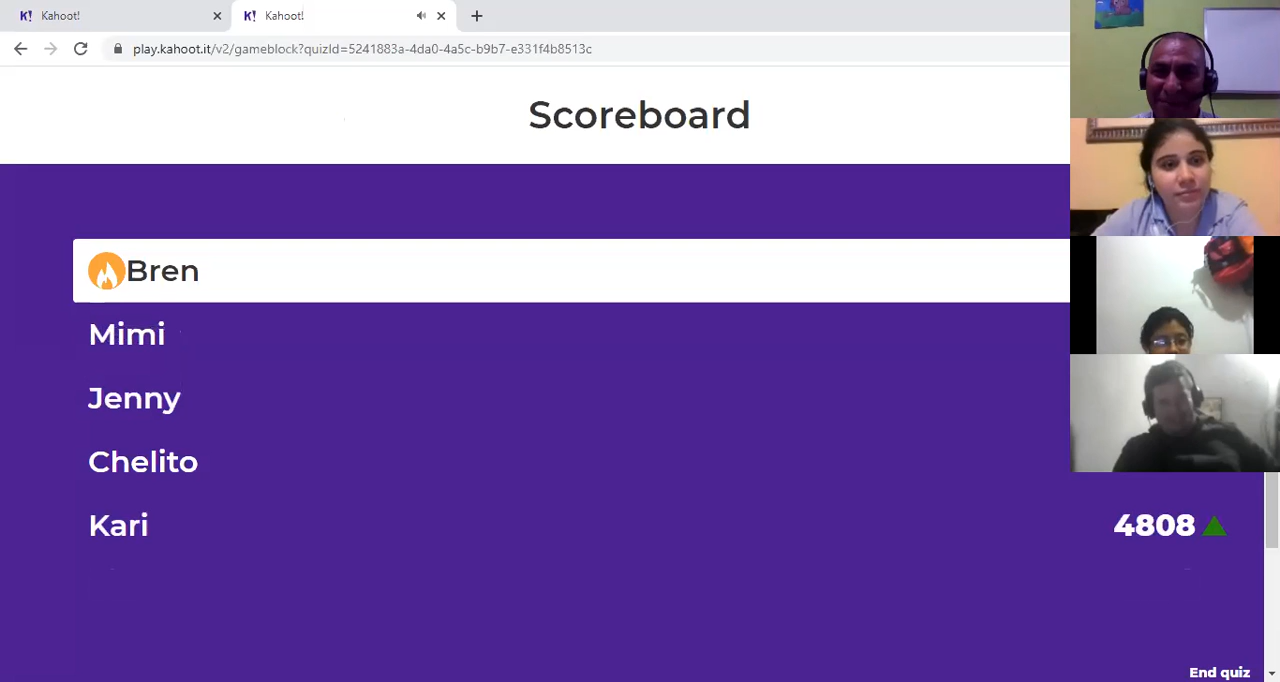 K! Kahoot!
K! Kahoot!
play.kahoot.it/v2/gameblock?quizId=5241883a-4da0-4a5c-b9b7-e331f4b8513c
Scoreboard
Bren
Mimi
Jenny
Chelito
Kari 4808
End quiz